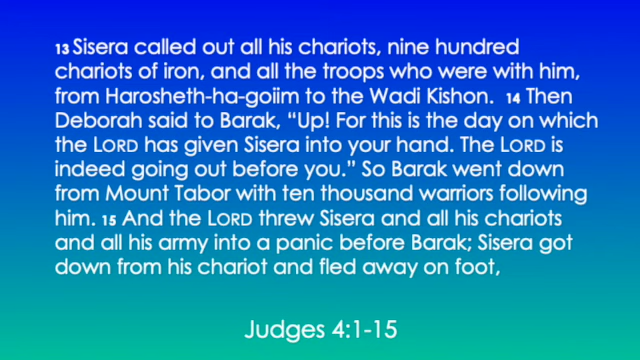 13 Sisera called out all his chariots, nine hundred
chariots of iron, and all the troops who were with him,
from Harosheth-ha-goiim to the Wadi Kishon.  14 Then
Deborah said to Barak, “Up! For this is the day on which
the LORD has given Sisera into your hand. The LORD is
indeed going out before you.” So Barak went down
from Mount Tabor with ten thousand warriors following
him. 15 And the LORD threw Sisera and all his chariots
and all his army into a panic before Barak; Sisera got
down from his chariot and fled away on foot,
Judges 4:1-15